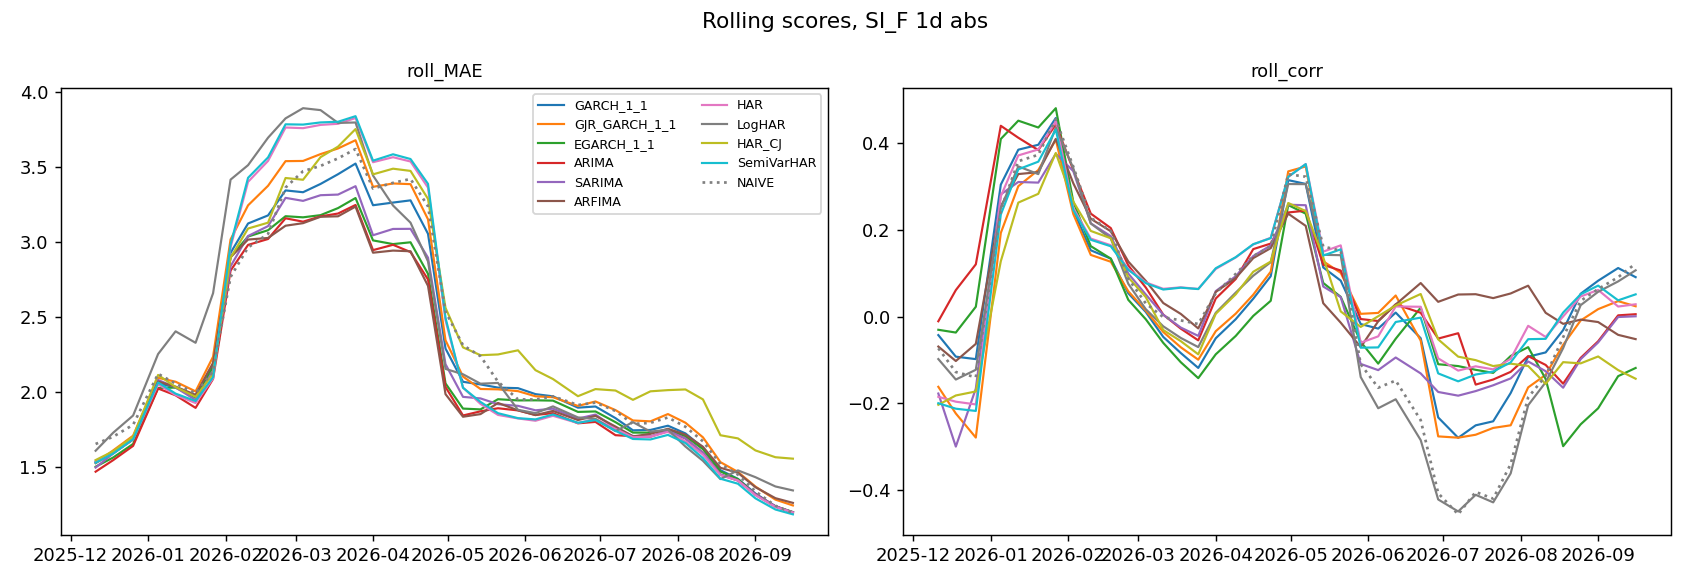 Rolling scores, SI_F 1d abs
roll_MAE
4.0
3.5
3.0
2.5
2.0
1.5
2025-12 2026-01 2026-02 2026-03 2026-04 2026-05 2026-06 2026-07 2026-08 2026-09
GARCH_1_1
GJR_GARCH_1_1
EGARCH_1_1
ARIMA
SARIMA
ARFIMA
HAR
LogHAR
HAR_CJ
SemiVarHAR
NAIVE
roll_corr
0.4
0.2
0.0
−0.2
−0.4
2025-12 2026-01 2026-02 2026-03 2026-04 2026-05 2026-06 2026-07 2026-08 2026-09